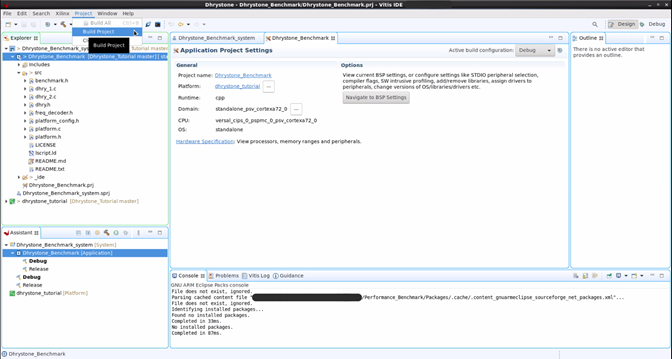 Dhrystone - Dhrystone_Benchmark/Dhrystone_Benchmark.prj - Vitis IDE
File Edit Search Xilinx Project Window Help
Build All Ctrl+B
Build Project
Build Project
Design
Debug
Explorer
Dhrystone_Benchmark_system [Dhrystone_Tutorial master]
Dhrystone_Benchmark [Dhrystone_Tutorial master]
Includes
src
benchmark.h
dhry_1.c
dhry_2.c
dhry.h
freq_decoder.h
platform_config.h
platform.c
platform.h
LICENSE
lscript.ld
README.md
README.txt
_ide
Dhrystone_Benchmark.prj
Dhrystone_Benchmark_system.sprj
dhrystone_tutorial [Dhrystone_Tutorial master]
Assistant
Dhrystone_Benchmark_system [System]
Dhrystone_Benchmark [Application]
Debug
Release
Debug
Release
dhrystone_tutorial [Platform]
Dhrystone_Benchmark_system
Dhrystone_Benchmark
Application Project Settings
Active build configuration: Debug
General
Project name: Dhrystone_Benchmark
Platform: dhrystone_tutorial ...
Runtime: cpp
Domain: standalone_psv_cortexa72_0 ...
CPU: versal_cips_0_pspmc_0_psv_cortexa72_0
OS: standalone
Hardware Specification: View processors, memory ranges and peripherals.
Options
View current BSP settings, or configure settings like STDIO peripheral selection,
compiler flags, SW intrusive profiling, add/remove libraries, assign drivers to
peripherals, change versions of OS/libraries/drivers etc.
Navigate to BSP Settings
Outline
There is no active editor that
provides an outline.
Console Problems Vitis Log Guidance
GNU ARM Eclipse Packs console
File does not exist, ignored.
Parsing cached content file "/Performance_Benchmark/Packages/.cache/.content_gnuarmeclipse_sourceforge_net_packages.xml"...
File does not exist, ignored.
Identifying installed packages...
Found no installed packages.
Completed in 33ms.
No installed packages.
Completed in 87ms.
Dhrystone_Benchmark